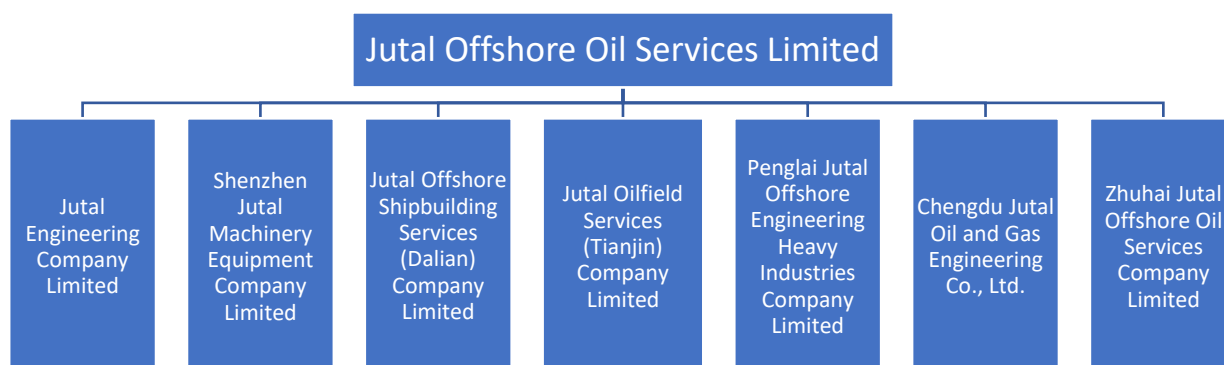 Jutal Offshore Oil Services Limited
Jutal
Engineering
Company
Limited
Shenzhen
Jutal
Machinery
Equipment
Company
Limited
Jutal Offshore
Shipbuilding
Services
(Dalian)
Company
Limited
Jutal Oilfield
Services
(Tianjin)
Company
Limited
Penglai Jutal
Offshore
Engineering
Heavy
Industries
Company
Limited
Chengdu Jutal
Oil and Gas
Engineering
Co., Ltd.
Zhuhai Jutal
Offshore Oil
Services
Company
Limited